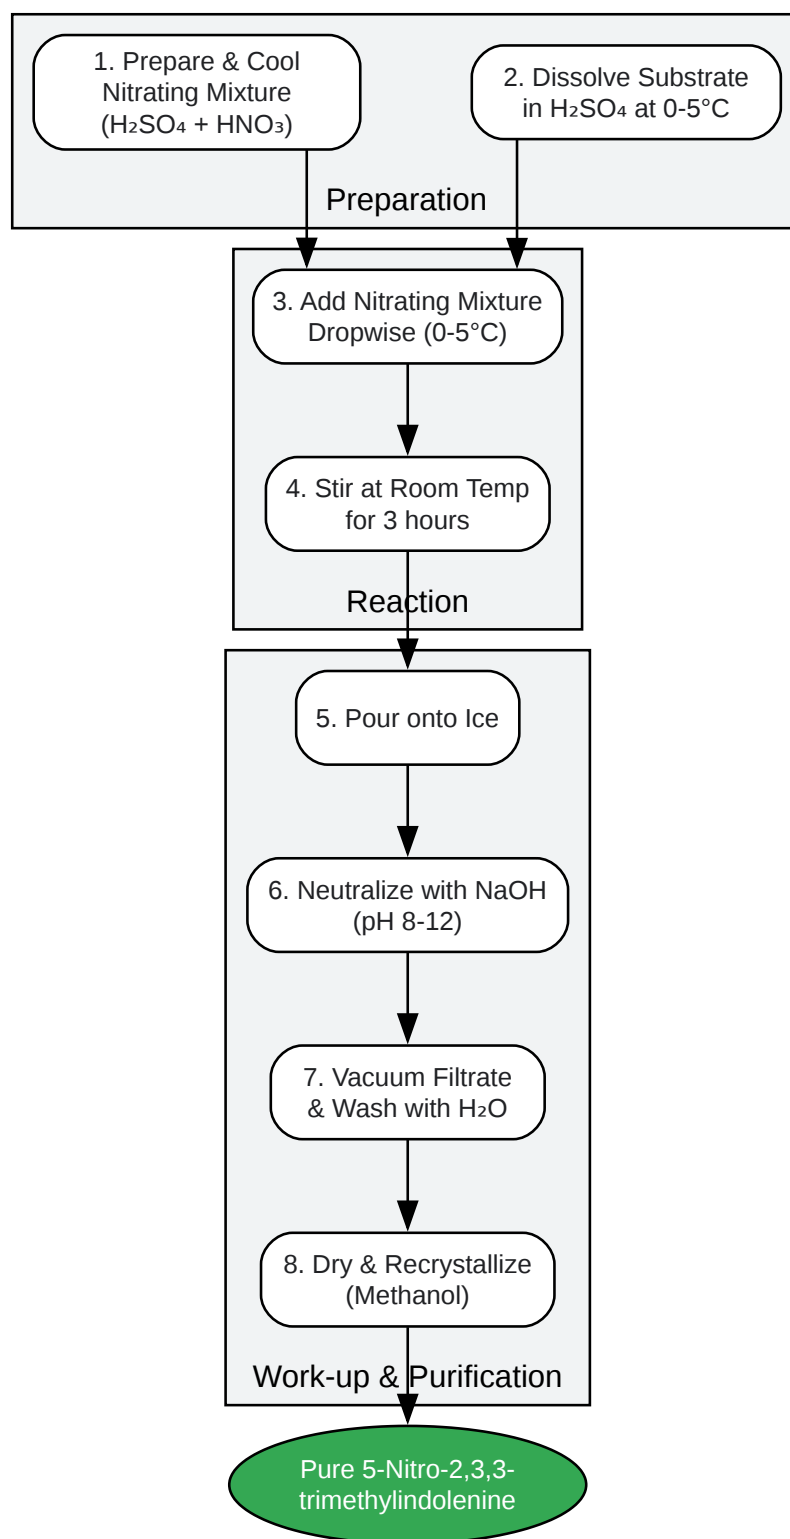 1. Prepare & Cool
Nitrating Mixture
(H₂SO₄ + HNO₃)
2. Dissolve Substrate
in H₂SO₄ at 0-5°C
Preparation
3. Add Nitrating Mixture
Dropwise (0-5°C)
4. Stir at Room Temp
for 3 hours
Reaction
5. Pour onto Ice
6. Neutralize with NaOH
(pH 8-12)
7. Vacuum Filtrate
& Wash with H₂O
8. Dry & Recrystallize
(Methanol)
Work-up & Purification
Pure 5-Nitro-2,3,3-
trimethylindolenine